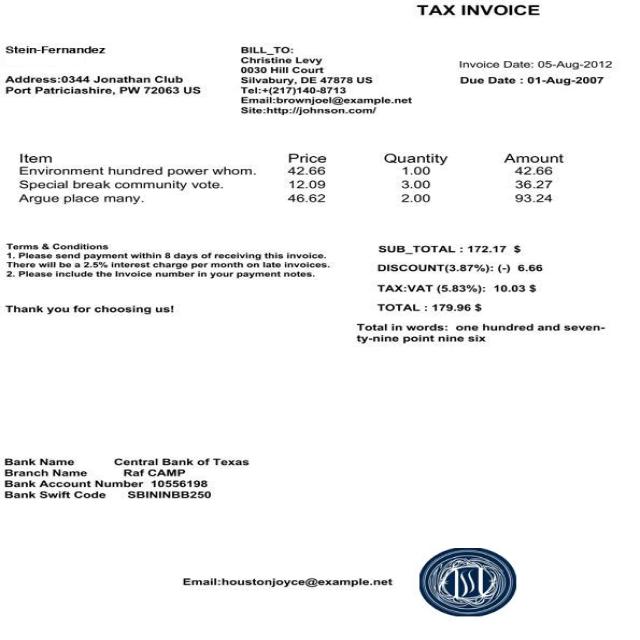 TAX INVOICE
Stein-Fernandez
Address:0344 Jonathan Club
Port Patriciashire, PW 72063 US
BILL_TO:
Christine Levy
0030 Hill Court
Silvabury, DE 47878 US
Tel:+(217)140-8713
Email:brownjoel@example.net
Site:http://johnson.com/
Invoice Date: 05-Aug-2012
Due Date : 01-Aug-2007
Item Price Quantity Amount
Environment hundred power whom. 42.66 1.00 42.66
Special break community vote. 12.09 3.00 36.27
Argue place many. 46.62 2.00 93.24
Terms & Conditions
1. Please send payment within 8 days of receiving this invoice.
There will be a 2.5% interest charge per month on late invoices.
2. Please include the Invoice number in your payment notes.
Thank you for choosing us!
SUB_TOTAL : 172.17 $
DISCOUNT(3.87%): (-) 6.66
TAX:VAT (5.83%): 10.03 $
TOTAL : 179.96 $
Total in words: one hundred and seven-
ty-nine point nine six
Bank Name Central Bank of Texas
Branch Name Raf CAMP
Bank Account Number 10556198
Bank Swift Code SBININBB250
Email:houstonjoyce@example.net